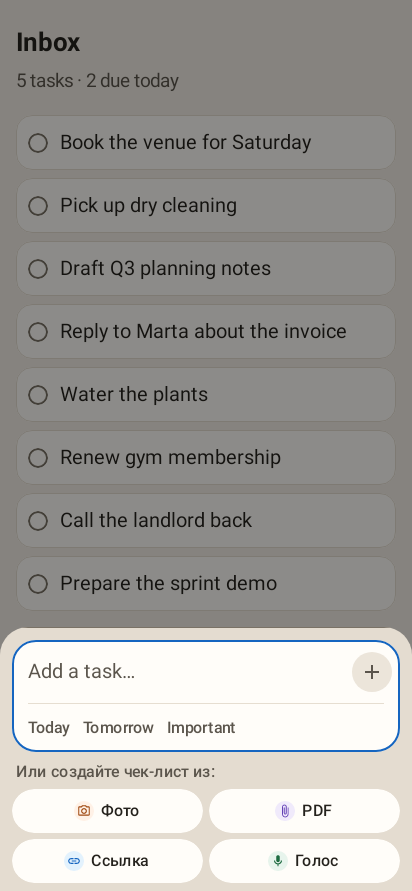 Inbox
5 tasks · 2 due today
Book the venue for Saturday
Pick up dry cleaning
Draft Q3 planning notes
Reply to Marta about the invoice
Water the plants
Renew gym membership
Call the landlord back
Prepare the sprint demo
Add a task…
Today Tomorrow Important
Или создайте чек-лист из:
Фото PDF
Ссылка Голос